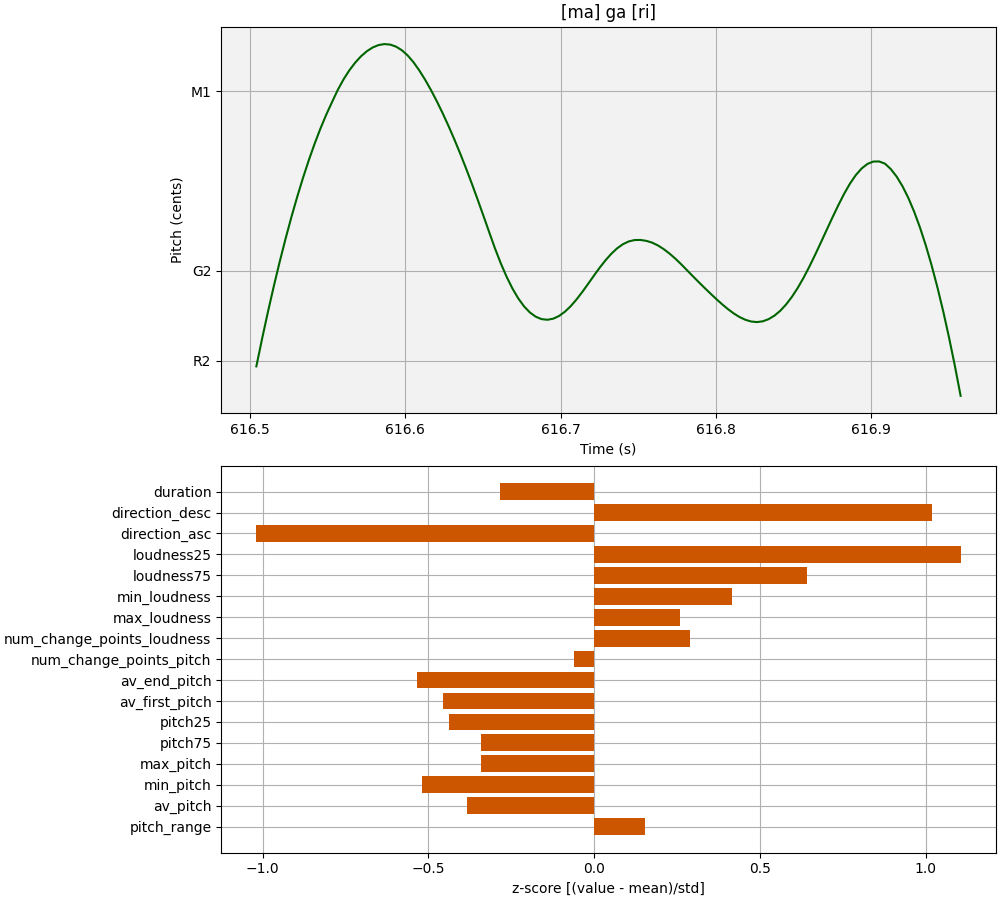 [ma] ga [ri]
M1
G2
R2
Pitch (cents)
616.5 616.6 616.7 616.8 616.9
Time (s)
duration
direction_desc
direction_asc
loudness25
loudness75
min_loudness
max_loudness
num_change_points_loudness
num_change_points_pitch
av_end_pitch
av_first_pitch
pitch25
pitch75
max_pitch
min_pitch
av_pitch
pitch_range
−1.0 −0.5 0.0 0.5 1.0
z-score [(value - mean)/std]